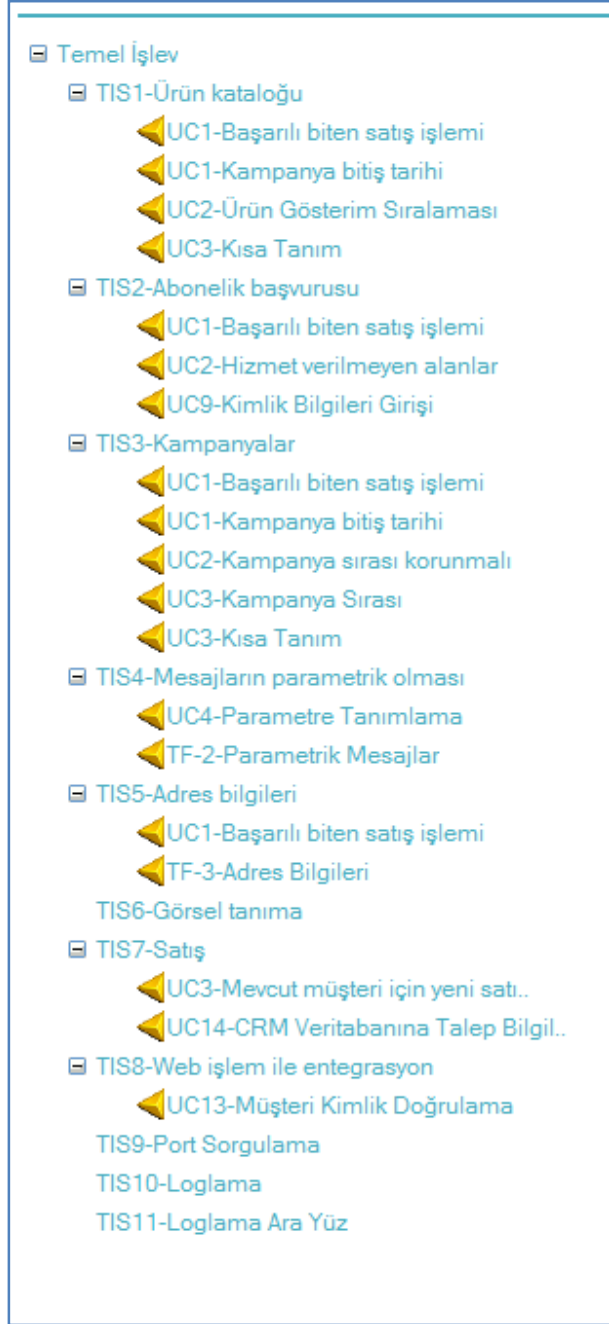 Temel İşlev
TIS1-Ürün kataloğu
UC1-Başarılı biten satış işlemi
UC1-Kampanya bitiş tarihi
UC2-Ürün Gösterim Sıralaması
UC3-Kısa Tanım
TIS2-Abonelik başvurusu
UC1-Başarılı biten satış işlemi
UC2-Hizmet verilmeyen alanlar
UC9-Kimlik Bilgileri Girişi
TIS3-Kampanyalar
UC1-Başarılı biten satış işlemi
UC1-Kampanya bitiş tarihi
UC2-Kampanya sırası korunmalı
UC3-Kampanya Sırası
UC3-Kısa Tanım
TIS4-Mesajların parametrik olması
UC4-Parametre Tanımlama
TF-2-Parametrik Mesajlar
TIS5-Adres bilgileri
UC1-Başarılı biten satış işlemi
TF-3-Adres Bilgileri
TIS6-Görsel tanıma
TIS7-Satış
UC3-Mevcut müşteri için yeni satı..
UC14-CRM Veritabanına Talep Bilgil..
TIS8-Web işlem ile entegrasyon
UC13-Müşteri Kimlik Doğrulama
TIS9-Port Sorgulama
TIS10-Loglama
TIS11-Loglama Ara Yüz